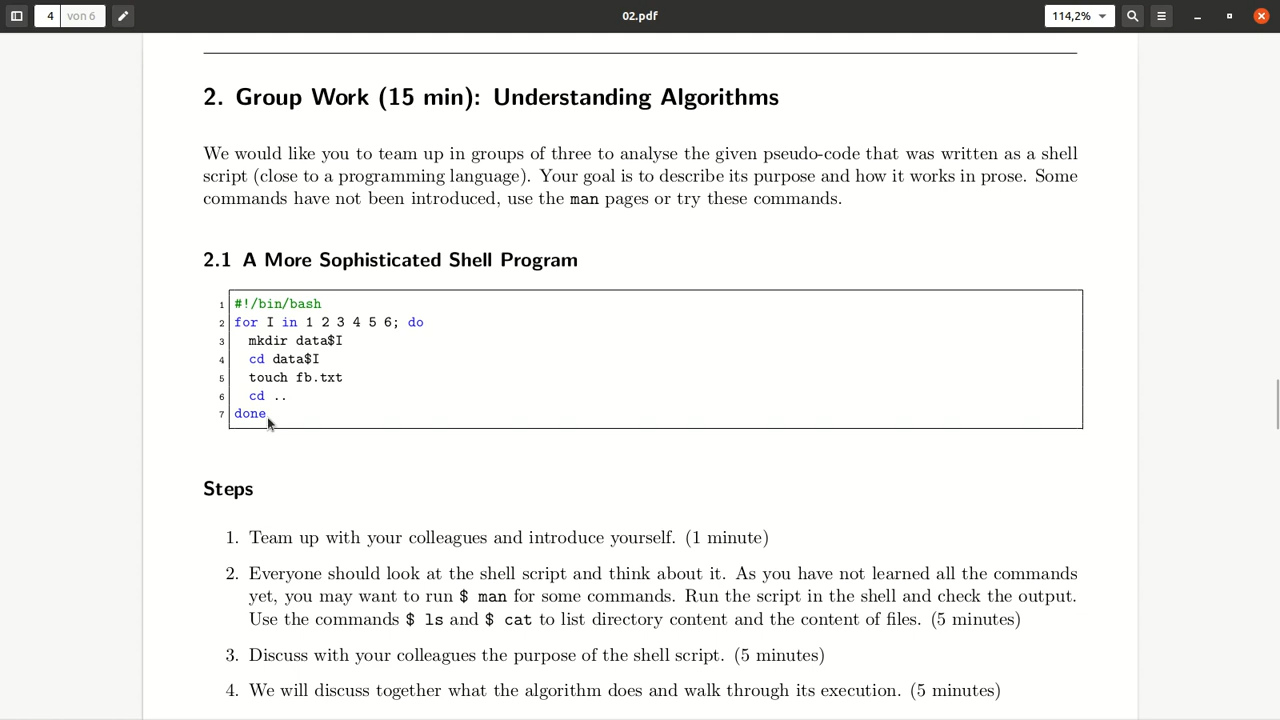 4 von 6 02.pdf 114,2%
2. Group Work (15 min): Understanding Algorithms
We would like you to team up in groups of three to analyse the given pseudo-code that was written as a shell
script (close to a programming language). Your goal is to describe its purpose and how it works in prose. Some
commands have not been introduced, use the man pages or try these commands.
2.1 A More Sophisticated Shell Program
1 #!/bin/bash
2 for I in 1 2 3 4 5 6; do
3 mkdir data$I
4 cd data$I
5 touch fb.txt
6 cd ..
7 done
Steps
1. Team up with your colleagues and introduce yourself. (1 minute)
2. Everyone should look at the shell script and think about it. As you have not learned all the commands
yet, you may want to run $ man for some commands. Run the script in the shell and check the output.
Use the commands $ ls and $ cat to list directory content and the content of files. (5 minutes)
3. Discuss with your colleagues the purpose of the shell script. (5 minutes)
4. We will discuss together what the algorithm does and walk through its execution. (5 minutes)